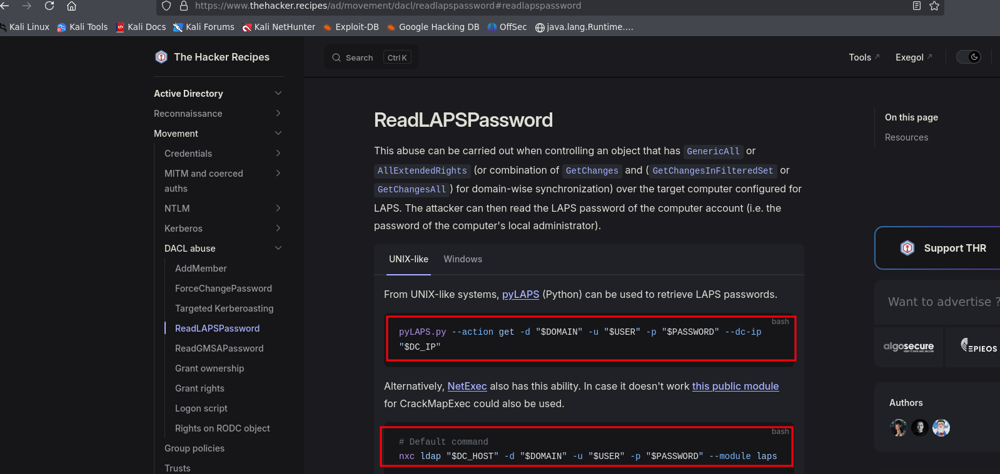 https://www.thehacker.recipes/ad/movement/dacl/readlapspassword#readlapspassword
Kali Linux Kali Tools Kali Docs Kali Forums Kali NetHunter Exploit-DB Google Hacking DB OffSec java.lang.Runtime....
The Hacker Recipes
Search Ctrl K
Tools Exegol
Active Directory
Reconnaissance
Movement
Credentials
MITM and coerced
auths
NTLM
Kerberos
DACL abuse
AddMember
ForceChangePassword
Targeted Kerberoasting
ReadLAPSPassword
ReadGMSAPassword
Grant ownership
Grant rights
Logon script
Rights on RODC object
Group policies
Trusts
ReadLAPSPassword
This abuse can be carried out when controlling an object that has GenericAll or
AllExtendedRights (or combination of GetChanges and (GetChangesInFilteredSet or
GetChangesAll) for domain-wise synchronization) over the target computer configured for
LAPS. The attacker can then read the LAPS password of the computer account (i.e. the
password of the computer's local administrator).
UNIX-like Windows
From UNIX-like systems, pyLAPS (Python) can be used to retrieve LAPS passwords.
bash
pyLAPS.py --action get -d "$DOMAIN" -u "$USER" -p "$PASSWORD" --dc-ip
"$DC_IP"
Alternatively, NetExec also has this ability. In case it doesn't work this public module
for CrackMapExec could also be used.
bash
# Default command
nxc ldap "$DC_HOST" -d "$DOMAIN" -u "$USER" -p "$PASSWORD" --module laps
On this page
Resources
Support THR
Want to advertise ?
algosecure
KEEP IT SAFE AND SECURE
EPIEOS
Authors